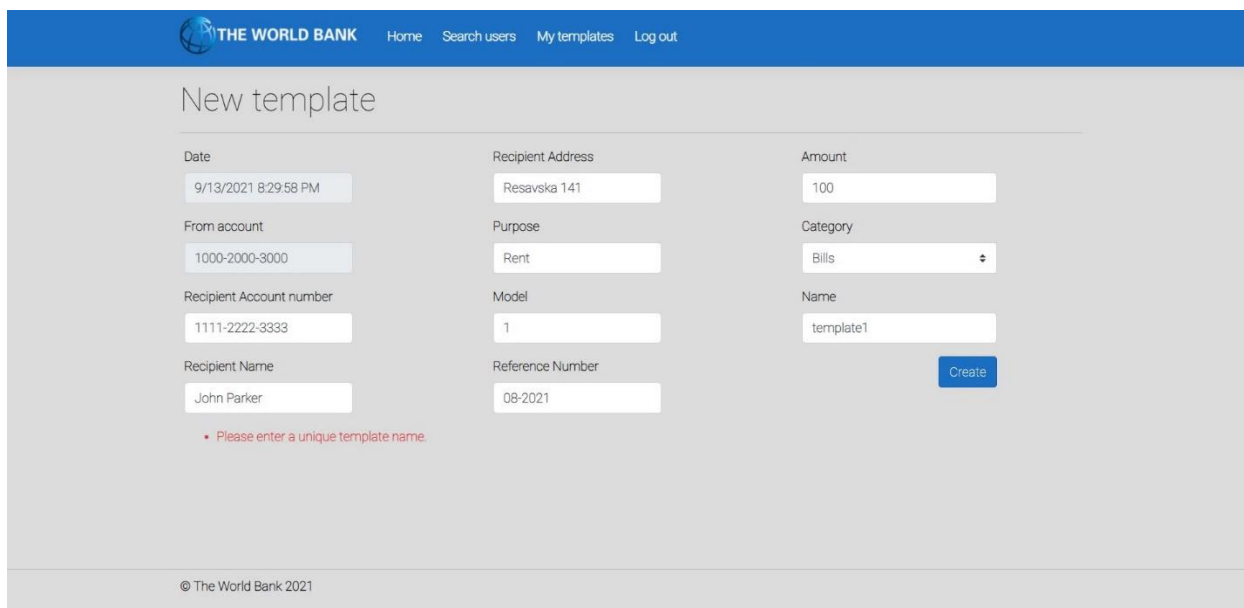 THE WORLD BANK Home Search users My templates Log out
New template
Date
9/13/2021 8:29:58 PM
From account
1000-2000-3000
Recipient Account number
1111-2222-3333
Recipient Name
John Parker
Recipient Address
Resavska 141
Purpose
Rent
Model
1
Reference Number
08-2021
Amount
100
Category
Bills
Name
template1
Create
• Please enter a unique template name.
© The World Bank 2021